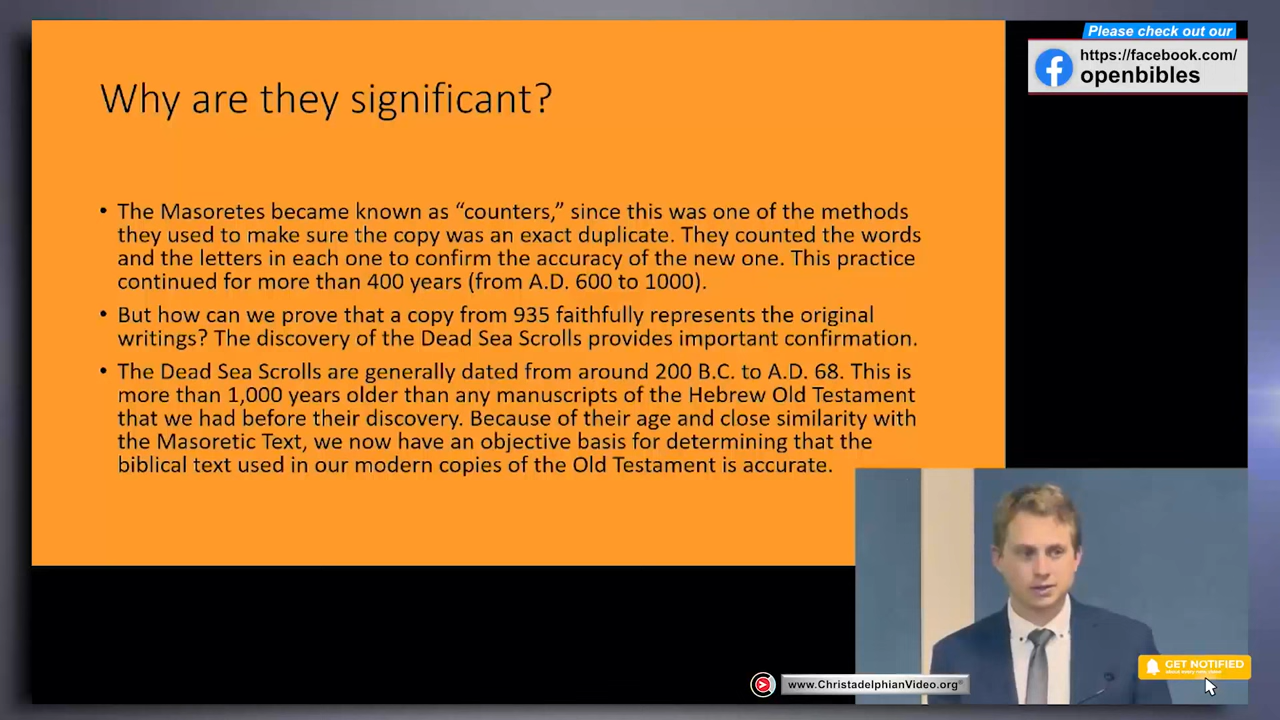 Please check out our
https://facebook.com/
openbibles
Why are they significant?
• The Masoretes became known as “counters,” since this was one of the methods
they used to make sure the copy was an exact duplicate. They counted the words
and the letters in each one to confirm the accuracy of the new one. This practice
continued for more than 400 years (from A.D. 600 to 1000).
• But how can we prove that a copy from 935 faithfully represents the original
writings? The discovery of the Dead Sea Scrolls provides important confirmation.
• The Dead Sea Scrolls are generally dated from around 200 B.C. to A.D. 68. This is
more than 1,000 years older than any manuscripts of the Hebrew Old Testament
that we had before their discovery. Because of their age and close similarity with
the Masoretic Text, we now have an objective basis for determining that the
biblical text used in our modern copies of the Old Testament is accurate.
GET NOTIFIED
www.ChristadelphianVideo.org